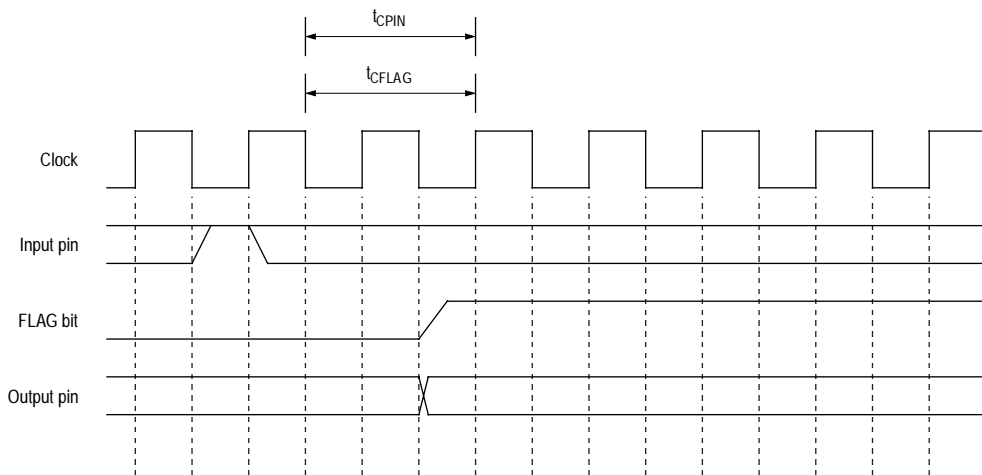 tCPIN
tCFLAG
Clock
Input pin
FLAG bit
Output pin